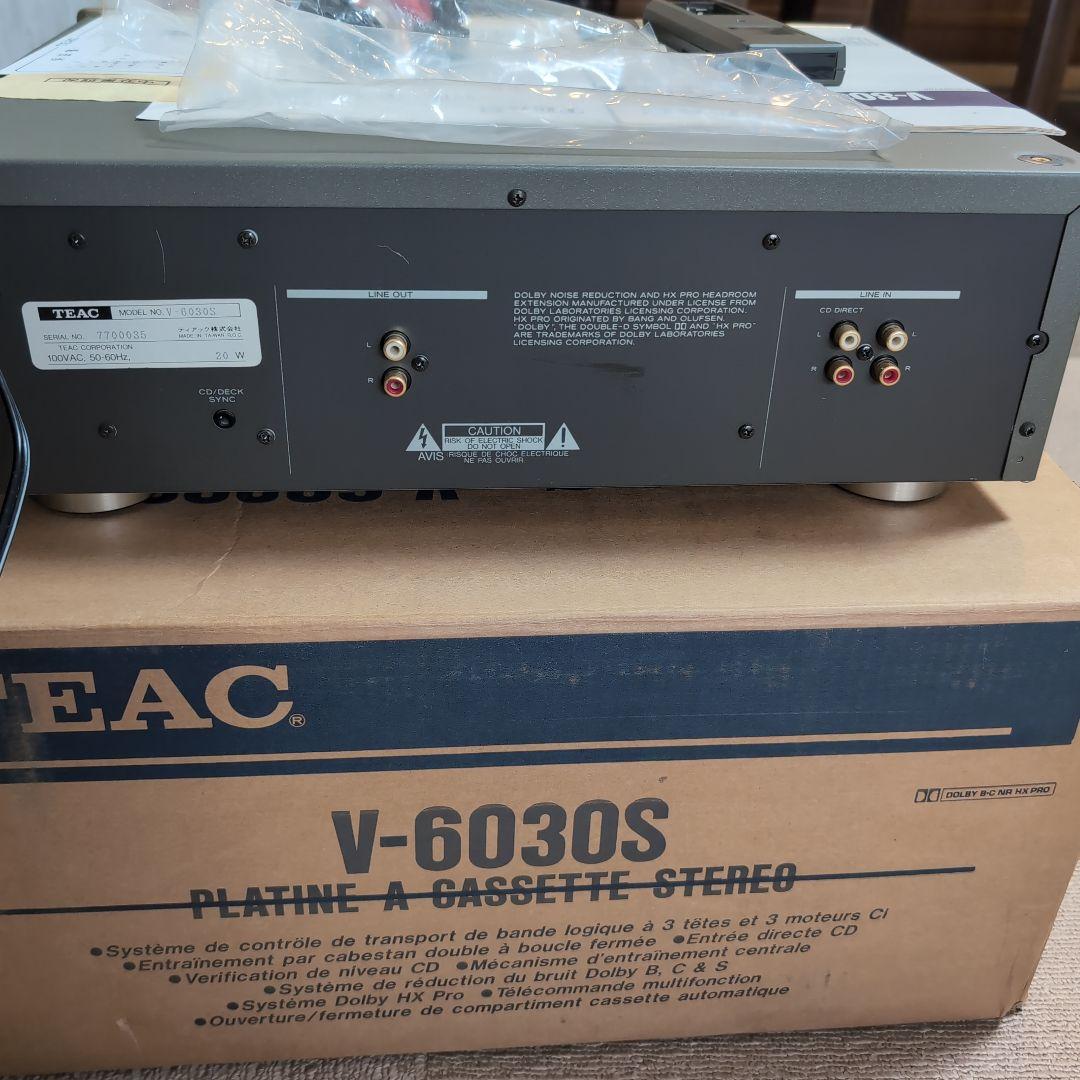 V-80
TEAC MODEL NO. V-6030S
SERIAL NO. 7700035 ティアック株式会社
MADE IN TAIWAN R.O.C.
TEAC CORPORATION
100VAC, 50-60Hz, 20 W
CD/DECK
SYNC
LINE OUT
L
R
DOLBY NOISE REDUCTION AND HX PRO HEADROOM
EXTENSION MANUFACTURED UNDER LICENSE FROM
DOLBY LABORATORIES LICENSING CORPORATION.
HX PRO ORIGINATED BY BANG AND OLUFSEN.
"DOLBY", THE DOUBLE-D SYMBOL AND "HX PRO"
ARE TRADEMARKS OF DOLBY LABORATORIES
LICENSING CORPORATION.
CAUTION
RISK OF ELECTRIC SHOCK
DO NOT OPEN
AVIS RISQUE DE CHOC ELECTRIQUE
NE PAS OUVRIR
LINE IN
CD DIRECT
L L
R R
TEAC®
DOLBY B·C NR HX PRO
V-6030S
PLATINE A CASSETTE STEREO
●Système de contrôle de transport de bande logique à 3 têtes et 3 moteurs Ci
●Entraînement par cabestan double à boucle fermée ●Entrée directe CD
●Verification de niveau CD ●Mécanisme d'entraînement centrale
●Système de réduction du bruit Dolby B, C & S
●Système Dolby HX Pro ●Télécommande multifonction
●Ouverture/fermeture de compartiment cassette automatique